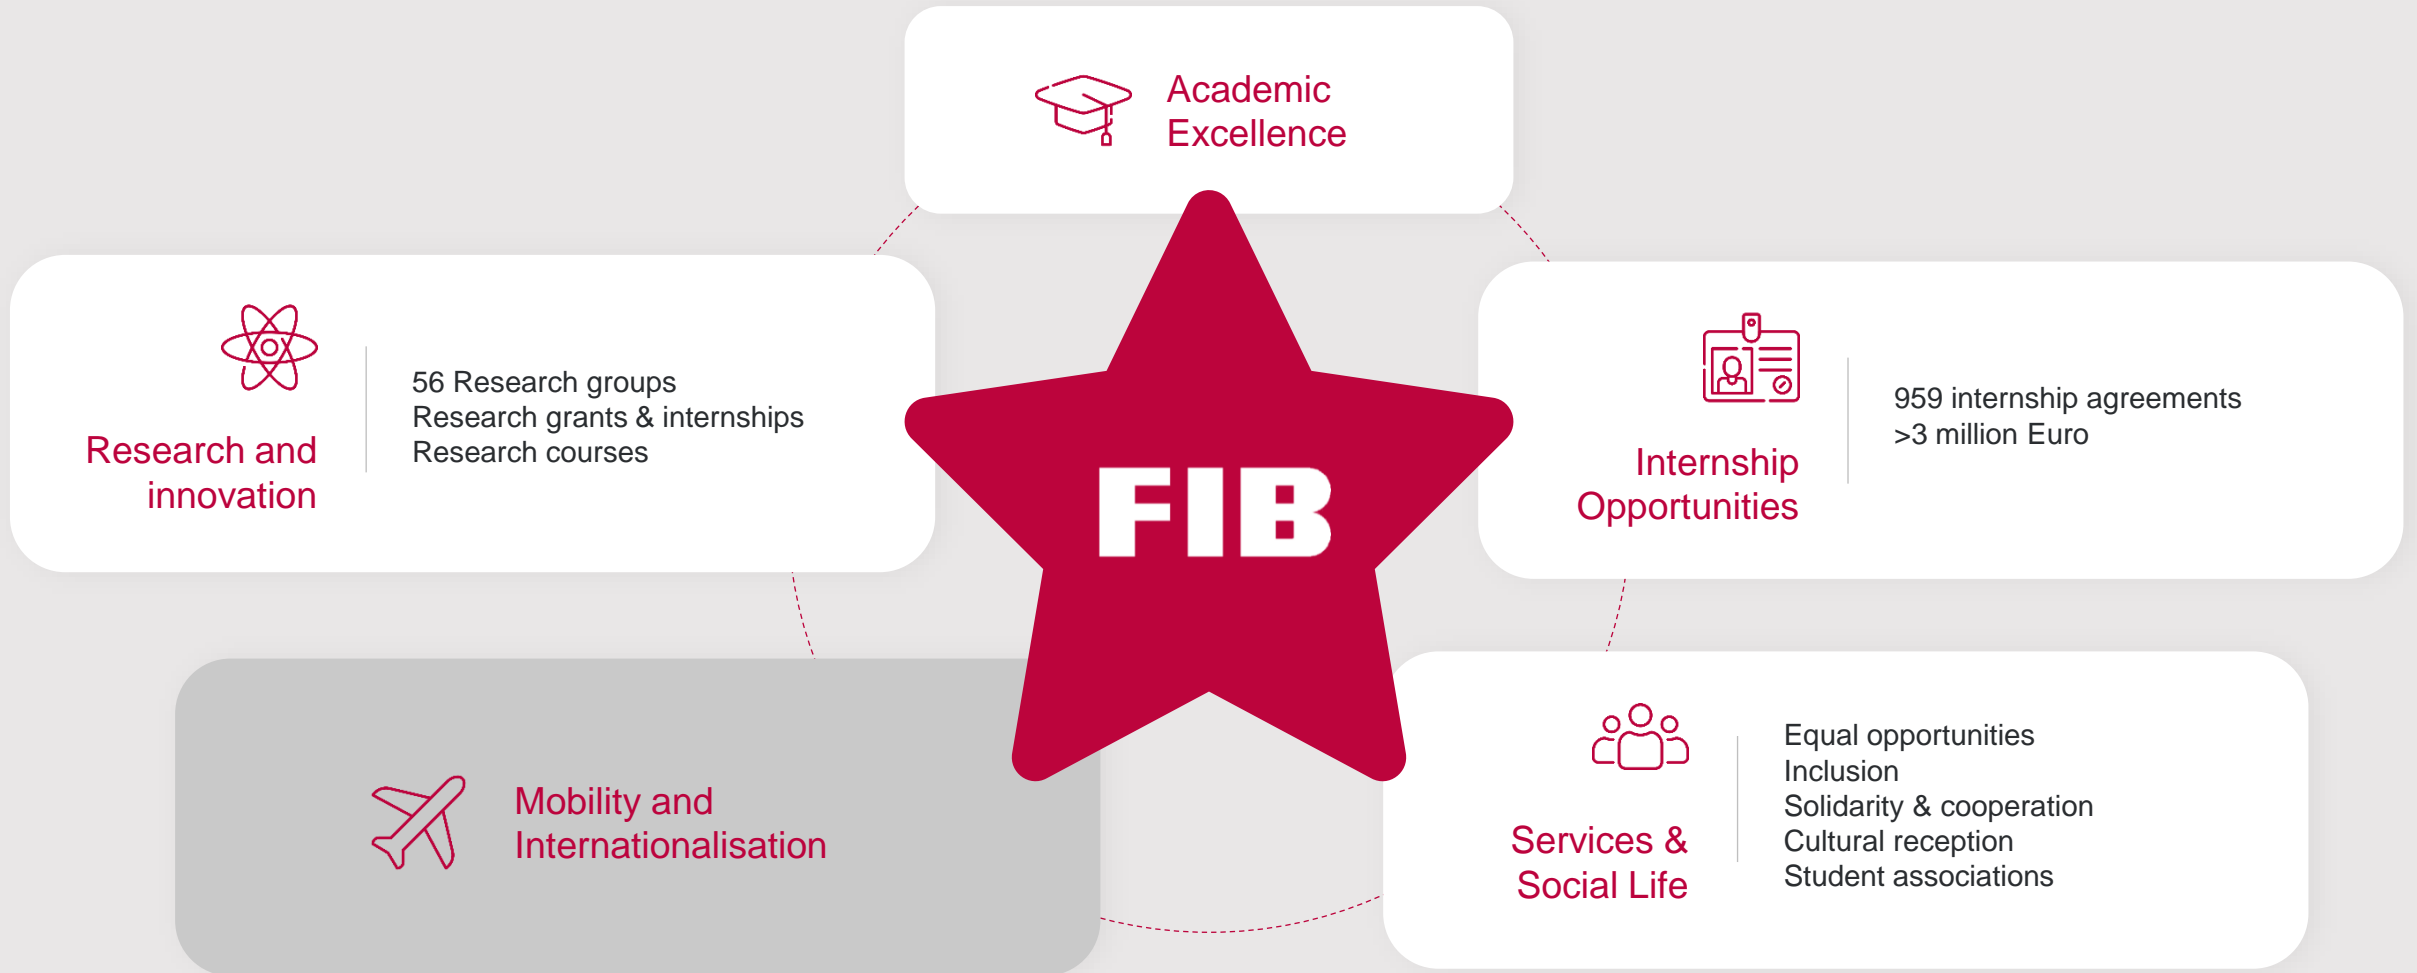 Academic
Excellence
Research and
innovation
56 Research groups
Research grants & internships
Research courses
FIB
Internship
Opportunities
959 internship agreements
>3 million Euro
Mobility and
Internationalisation
Services &
Social Life
Equal opportunities
Inclusion
Solidarity & cooperation
Cultural reception
Student associations